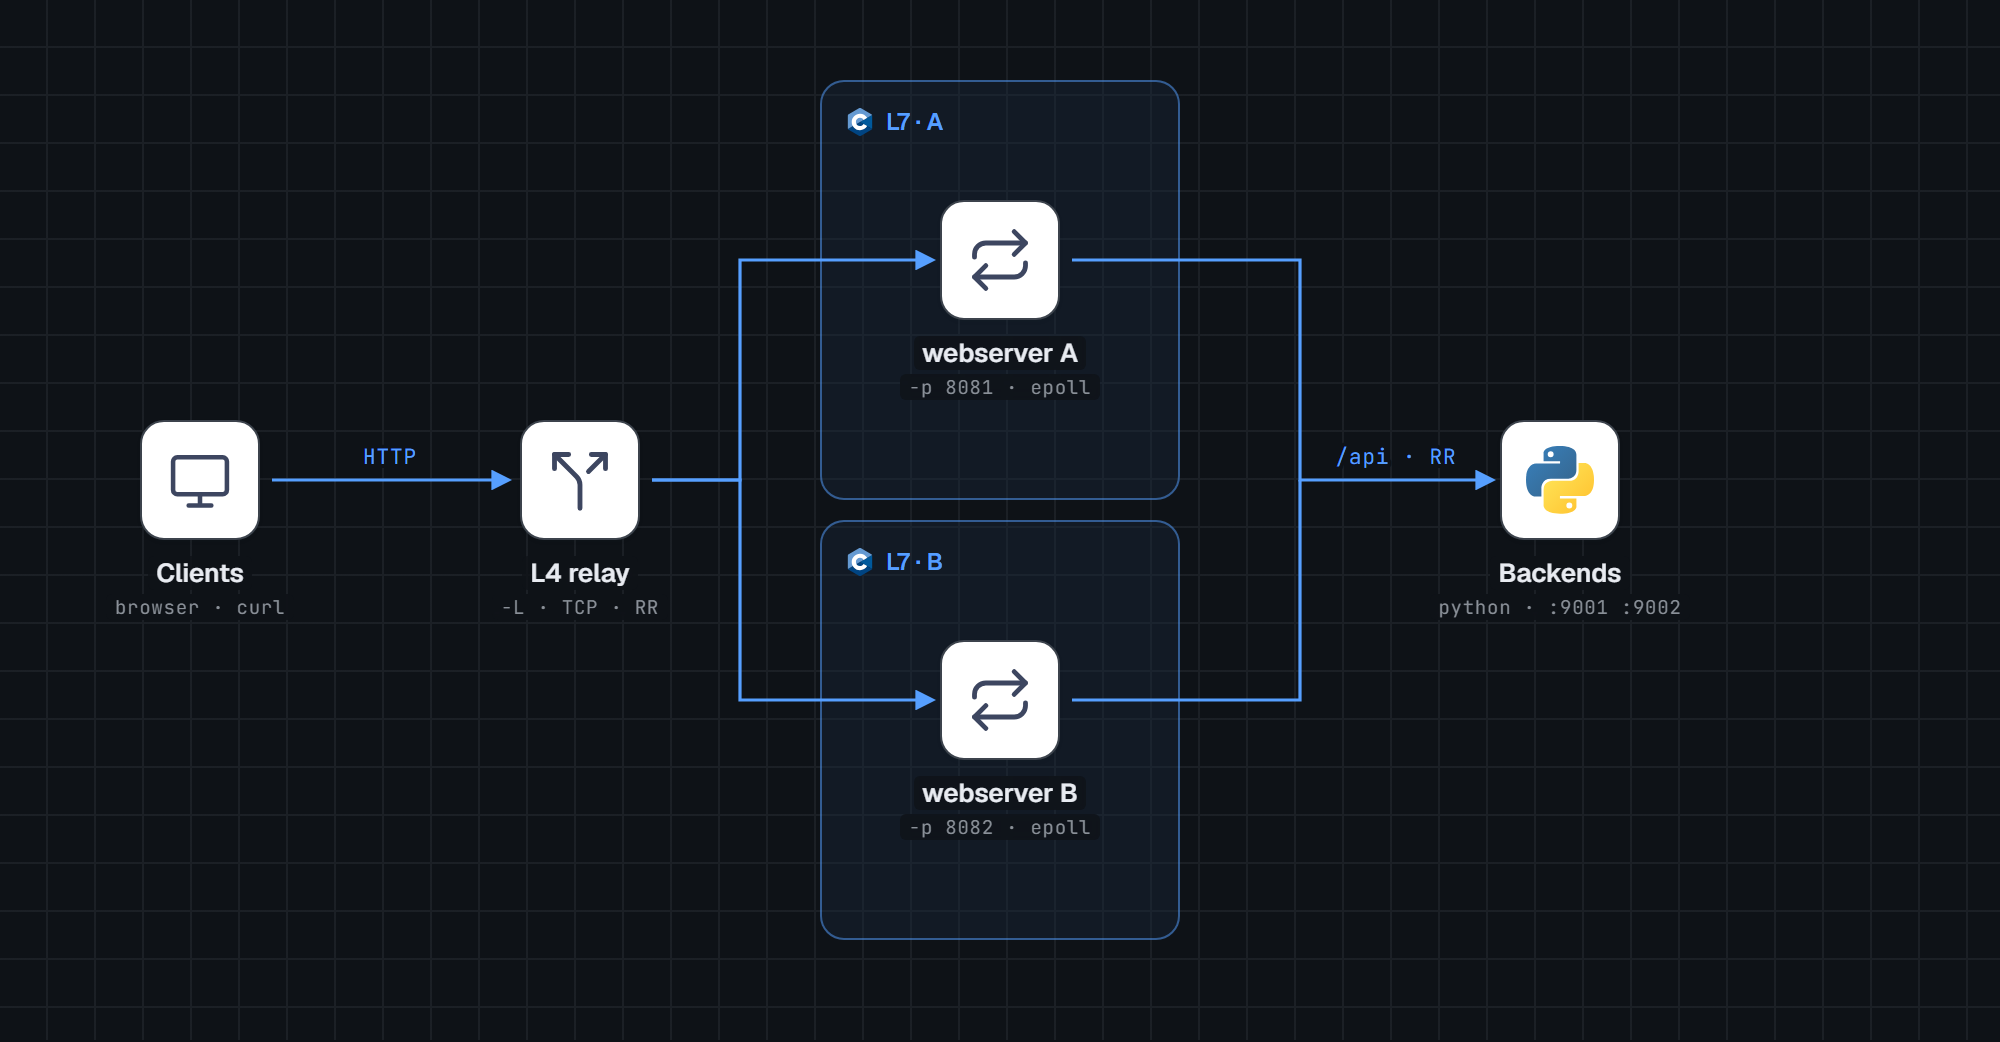 L7 · A
webserver A
-p 8081 · epoll
HTTP
/api · RR
Clients
browser · curl
L4 relay
-L · TCP · RR
Backends
python · :9001 :9002
L7 · B
webserver B
-p 8082 · epoll